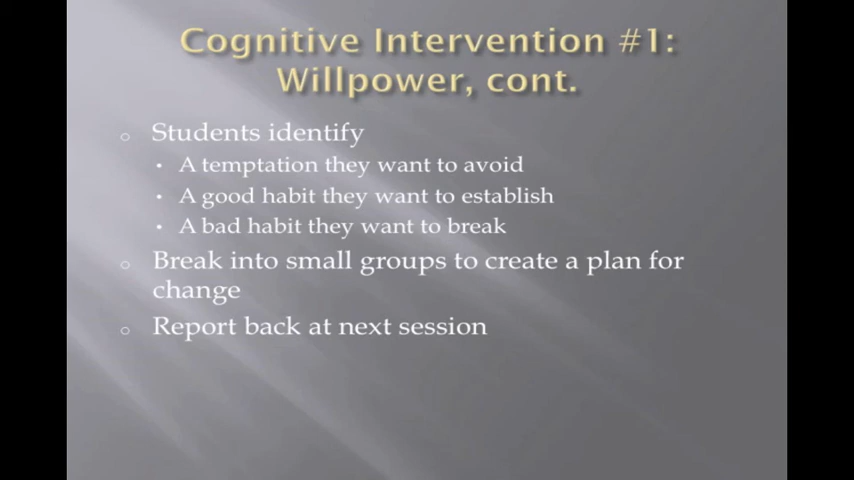 Cognitive Intervention #1:
Willpower, cont.
Students identify
A temptation they want to avoid
A good habit they want to establish
A bad habit they want to break
Break into small groups to create a plan for
change
Report back at next session